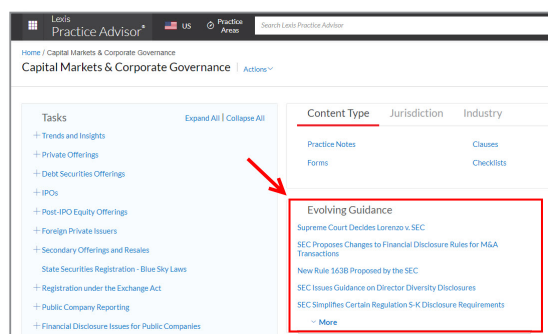 Lexis
Practice Advisor®
US
Practice Areas
Search Lexis Practice Advisor
Home / Capital Markets & Corporate Governance
Capital Markets & Corporate Governance
Actions
Tasks
Expand All | Collapse All
Trends and Insights
Private Offerings
Debt Securities Offerings
IPOs
Post-IPO Equity Offerings
Foreign Private Issuers
Secondary Offerings and Resales
State Securities Registration - Blue Sky Laws
Registration under the Exchange Act
Public Company Reporting
Financial Disclosure Issues for Public Companies
Content Type
Jurisdiction
Industry
Practice Notes
Clauses
Forms
Checklists
Evolving Guidance
Supreme Court Decides Lorenzo v. SEC
SEC Proposes Changes to Financial Disclosure Rules for M&A
Transactions
New Rule 163B Proposed by the SEC
SEC Issues Guidance on Director Diversity Disclosures
SEC Simplifies Certain Regulation S-K Disclosure Requirements
More